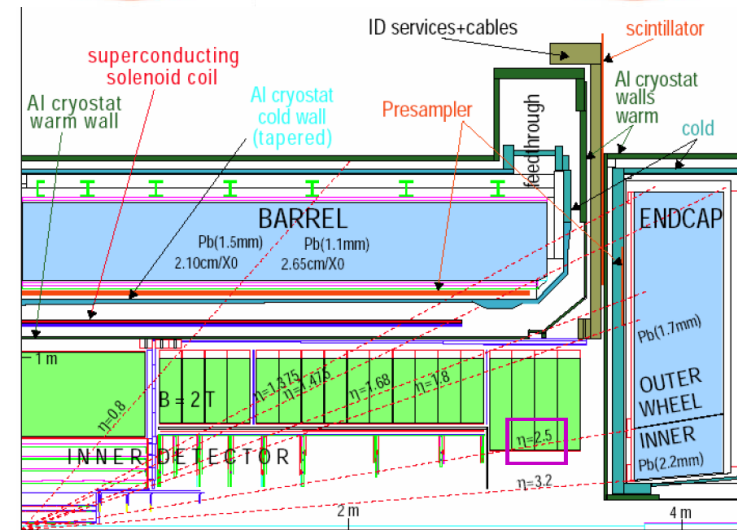 ID services+cables
scintillator
superconducting
solenoid coil
Al cryostat
warm wall
Al cryostat
cold wall
(tapered)
Presampler
feedthrough
Al cryostat
walls
warm
cold
BARREL
Pb(1.5mm) Pb(1.1mm)
2.10cm/X0 2.65cm/X0
ENDCAP
Pb(1.7mm)
1 m
η=0.8
B = 2T
η=1.375
η=1.475
η=1.68
η=1.8
OUTER
WHEEL
INNER
Pb(2.2mm)
η=2.5
INNER DETECTOR
η=3.2
2 m
4 m